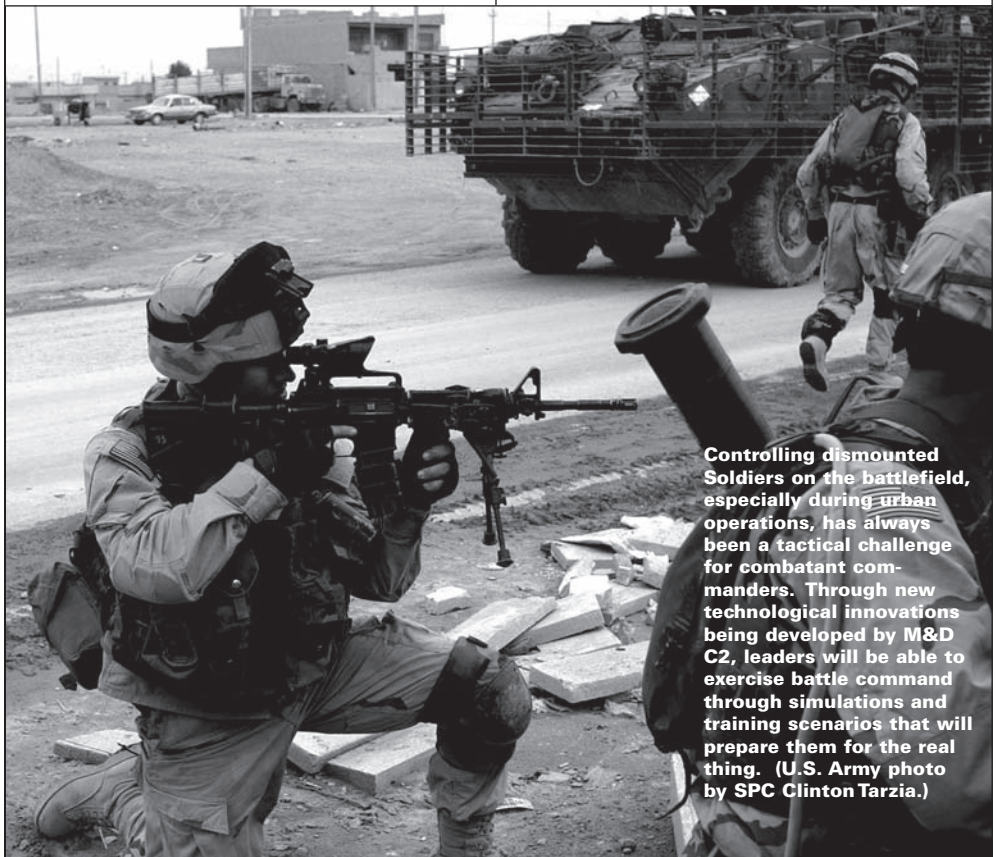 Controlling dismounted
Soldiers on the battlefield,
especially during urban
operations, has always
been a tactical challenge
for combatant com-
manders.  Through new
technological innovations
being developed by M&D
C2, leaders will be able to
exercise battle command
through simulations and
training scenarios that will
prepare them for the real
thing.  (U.S. Army photo
by SPC Clinton Tarzia.)